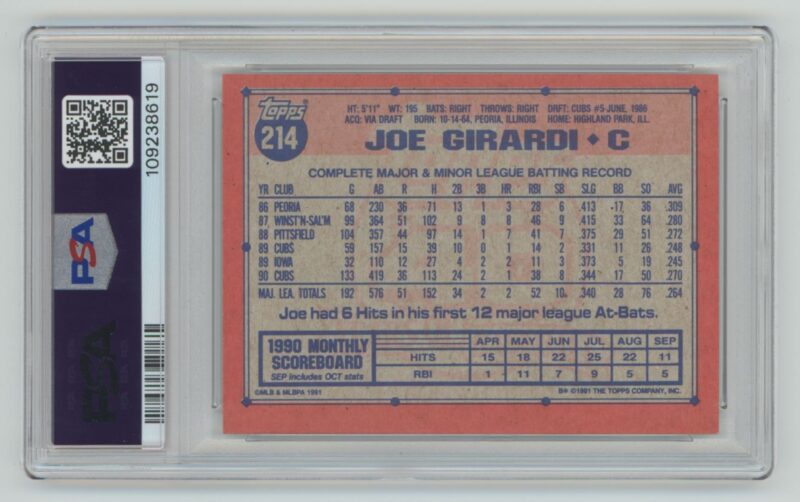 109238619
PSA
PSA
Topps
214
HT: 5'11" WT: 195 BATS: RIGHT THROWS: RIGHT DRFT: CUBS #5-JUNE, 1986
ACQ: VIA DRAFT BORN: 10-14-64, PEORIA, ILLINOIS HOME: HIGHLAND PARK, ILL.
JOE GIRARDI • C
COMPLETE MAJOR & MINOR LEAGUE BATTING RECORD
YR CLUB G AB R H 2B 3B HR RBI SB SLG BB SO AVG
86 PEORIA 68 230 36 71 13 1 3 28 6 .413 17 36 .309
87 WINST'N-SAL'M 99 364 51 102 9 8 8 46 9 .415 33 64 .280
88 PITTSFIELD 104 357 44 97 14 1 7 41 7 .375 29 51 .272
89 CUBS 59 157 15 39 10 0 1 14 2 .331 11 26 .248
89 IOWA 32 110 12 27 4 2 2 11 3 .373 5 19 .245
90 CUBS 133 419 36 113 24 2 1 38 8 .344 17 50 .270
MAJ. LEA. TOTALS 192 576 51 152 34 2 2 52 10 .340 28 76 .264
Joe had 6 Hits in his first 12 major league At-Bats.
1990 MONTHLY
SCOREBOARD
SEP includes OCT stats
APR MAY JUN JUL AUG SEP
HITS 15 18 22 25 22 11
RBI 1 11 7 9 5 5
©MLB & MLBPA 1991
B* ©1991 THE TOPPS COMPANY, INC.